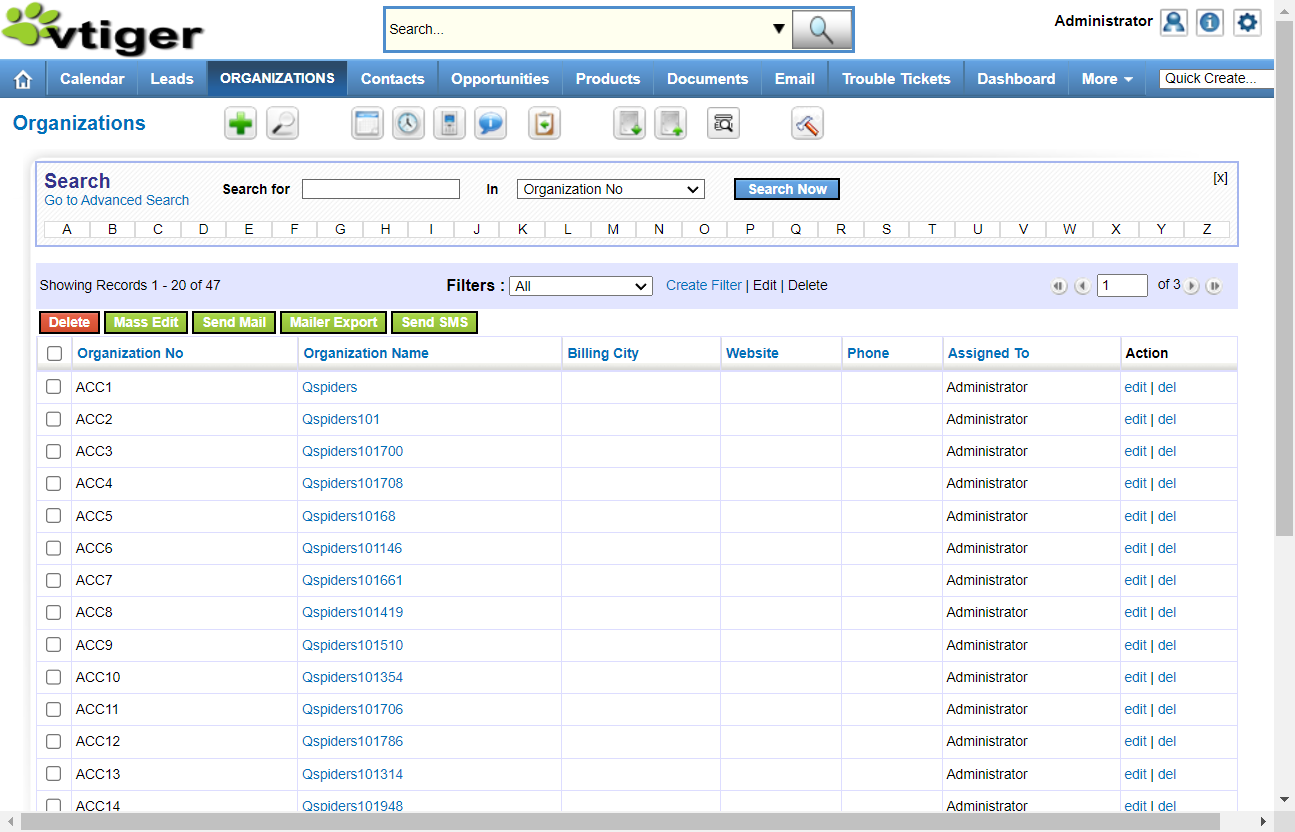 vtiger
Search...
Administrator
Calendar Leads ORGANIZATIONS Contacts Opportunities Products Documents Email Trouble Tickets Dashboard More Quick Create...
Organizations
Search
Go to Advanced Search
Search for In Organization No Search Now [x]
A B C D E F G H I J K L M N O P Q R S T U V W X Y Z
Showing Records 1 - 20 of 47 Filters : All Create Filter | Edit | Delete 1 of 3
Delete Mass Edit Send Mail Mailer Export Send SMS
Organization No Organization Name Billing City Website Phone Assigned To Action
ACC1 Qspiders Administrator edit | del
ACC2 Qspiders101 Administrator edit | del
ACC3 Qspiders101700 Administrator edit | del
ACC4 Qspiders101708 Administrator edit | del
ACC5 Qspiders10168 Administrator edit | del
ACC6 Qspiders101146 Administrator edit | del
ACC7 Qspiders101661 Administrator edit | del
ACC8 Qspiders101419 Administrator edit | del
ACC9 Qspiders101510 Administrator edit | del
ACC10 Qspiders101354 Administrator edit | del
ACC11 Qspiders101706 Administrator edit | del
ACC12 Qspiders101786 Administrator edit | del
ACC13 Qspiders101314 Administrator edit | del
ACC14 Qspiders101948 Administrator edit | del